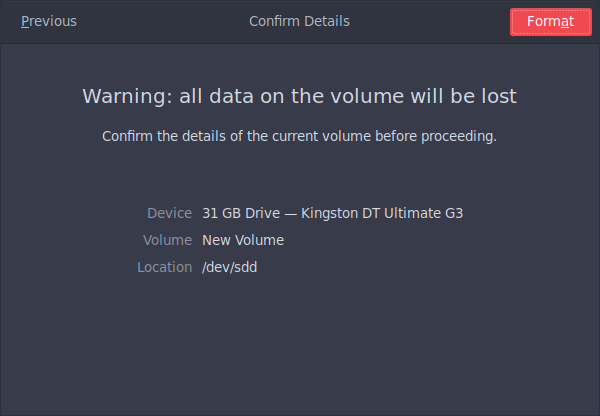 Previous Confirm Details Format
Warning: all data on the volume will be lost
Confirm the details of the current volume before proceeding.
Device 31 GB Drive — Kingston DT Ultimate G3
Volume New Volume
Location /dev/sdd